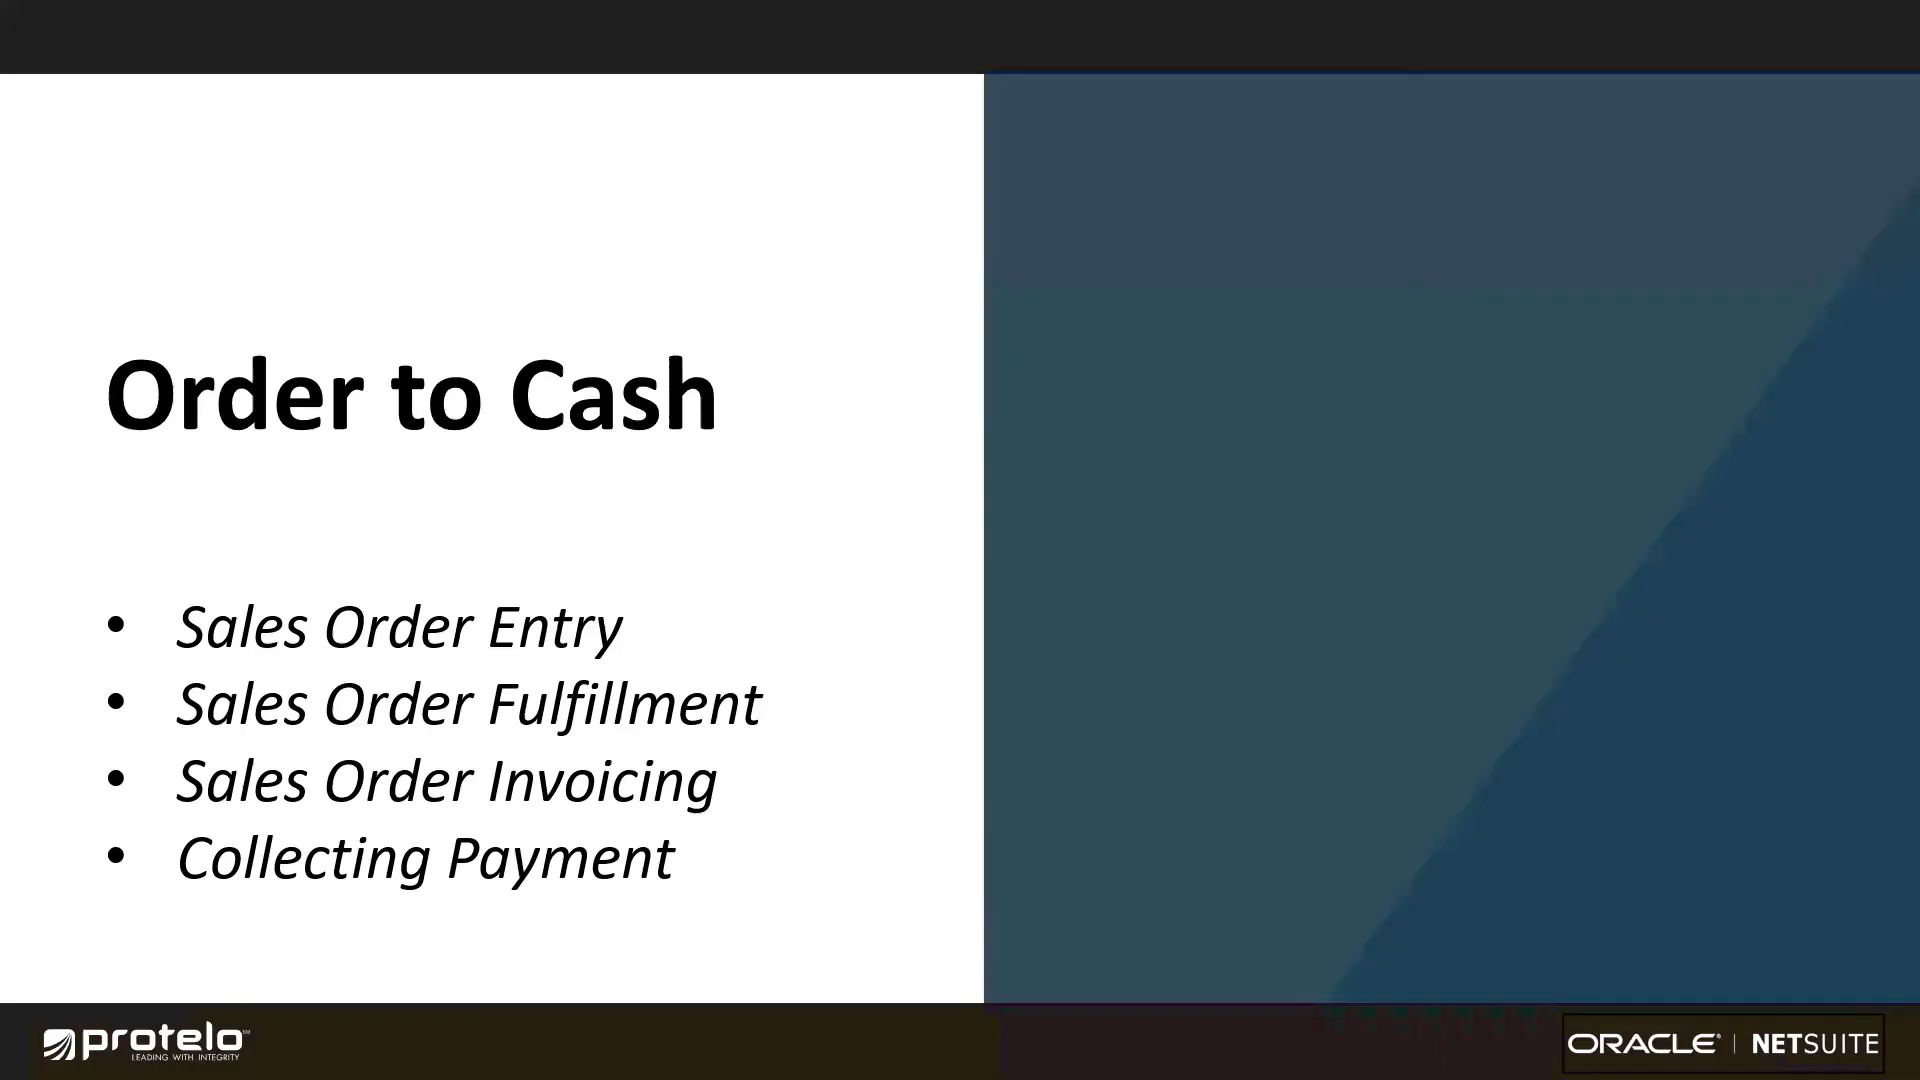 Order to Cash
• Sales Order Entry
• Sales Order Fulfillment
• Sales Order Invoicing
• Collecting Payment
protelo℠
LEADING WITH INTEGRITY
ORACLE® | NETSUITE